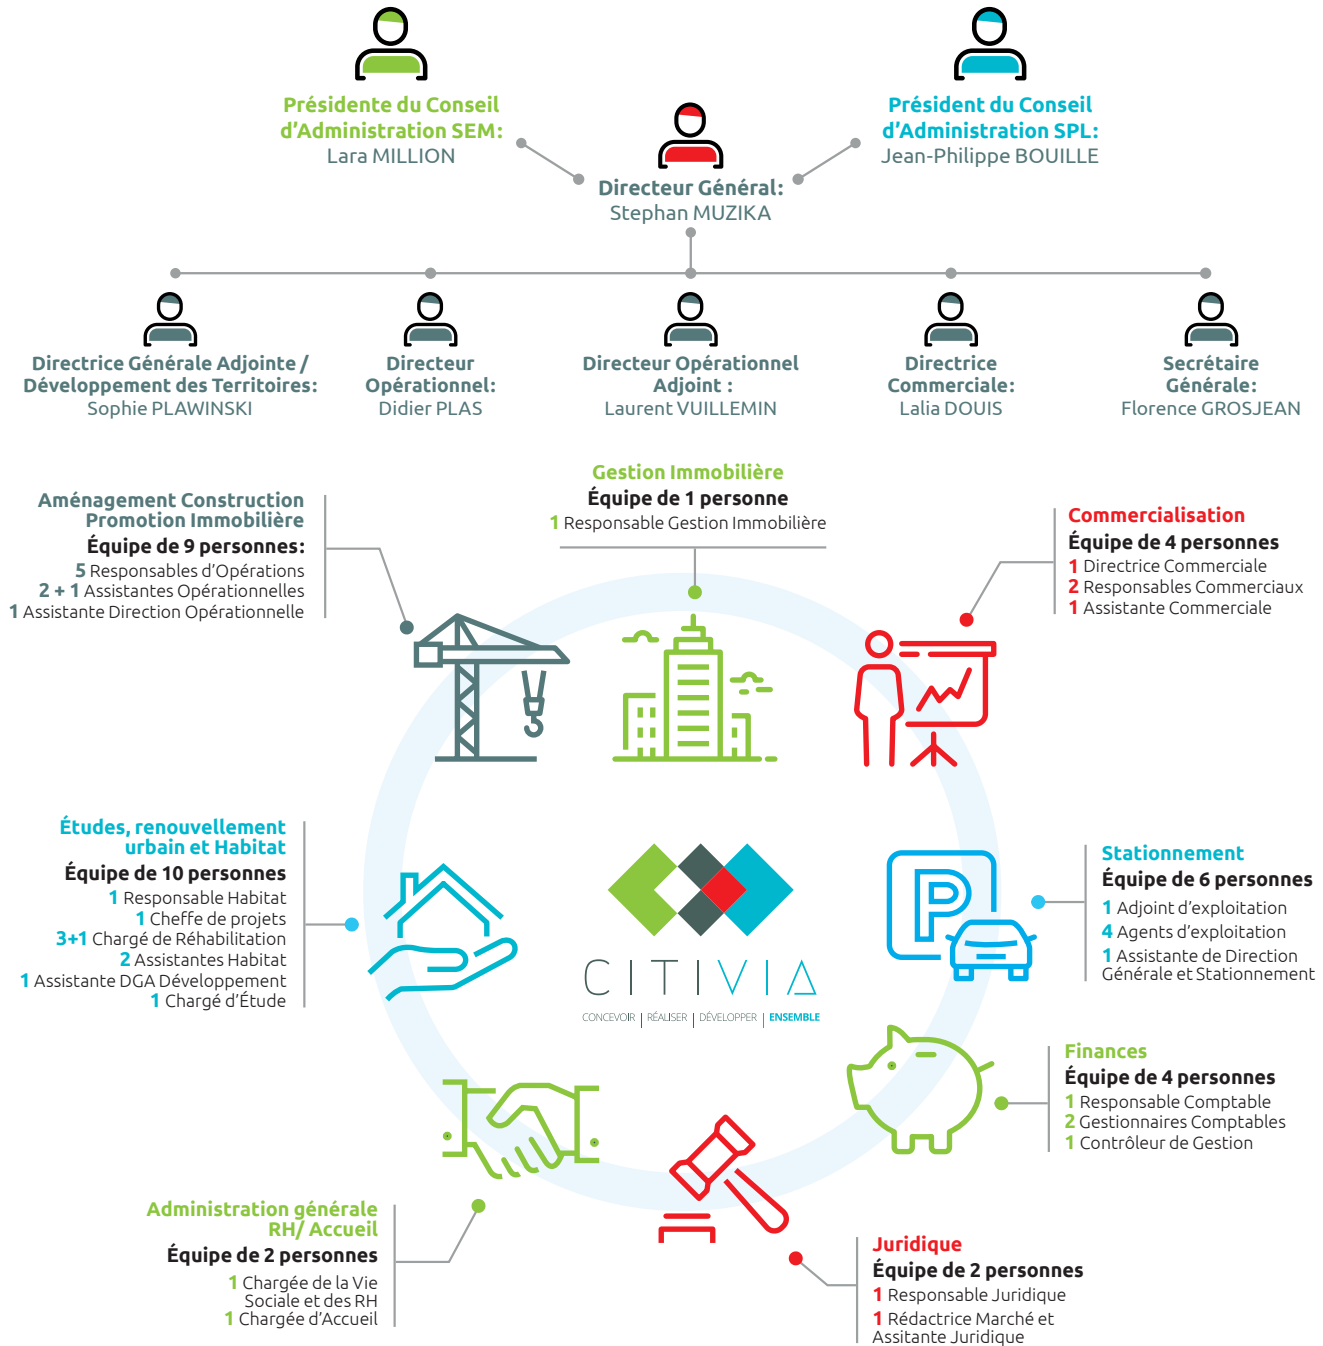 Présidente du Conseil
d'Administration SEM:
Lara MILLION
Président du Conseil
d'Administration SPL:
Jean-Philippe BOUILLE
Directeur Général:
Stephan MUZIKA
Directrice Générale Adjointe /
Développement des Territoires:
Sophie PLAWINSKI
Directeur
Opérationnel:
Didier PLAS
Directeur Opérationnel
Adjoint :
Laurent VUILLEMIN
Directrice
Commerciale:
Lalia DOUIS
Secrétaire
Générale:
Florence GROSJEAN
Gestion Immobilière
Équipe de 1 personne
1 Responsable Gestion Immobilière
Aménagement Construction
Promotion Immobilière
Équipe de 9 personnes:
5 Responsables d'Opérations
2 + 1 Assistantes Opérationnelles
1 Assistante Direction Opérationnelle
Commercialisation
Équipe de 4 personnes
1 Directrice Commerciale
2 Responsables Commerciaux
1 Assistante Commerciale
Études, renouvellement
urbain et Habitat
Équipe de 10 personnes
1 Responsable Habitat
1 Cheffe de projets
3+1 Chargé de Réhabilitation
2 Assistantes Habitat
1 Assistante DGA Développement
1 Chargé d'Étude
P
Stationnement
Équipe de 6 personnes
1 Adjoint d'exploitation
4 Agents d'exploitation
1 Assistante de Direction
Générale et Stationnement
CITIVIA
CONCEVOIR | RÉALISER | DÉVELOPPER | ENSEMBLE
Finances
Équipe de 4 personnes
1 Responsable Comptable
2 Gestionnaires Comptables
1 Contrôleur de Gestion
Administration générale
RH/ Accueil
Équipe de 2 personnes
1 Chargée de la Vie
Sociale et des RH
1 Chargée d'Accueil
Juridique
Équipe de 2 personnes
1 Responsable Juridique
1 Rédactrice Marché et
Assitante Juridique